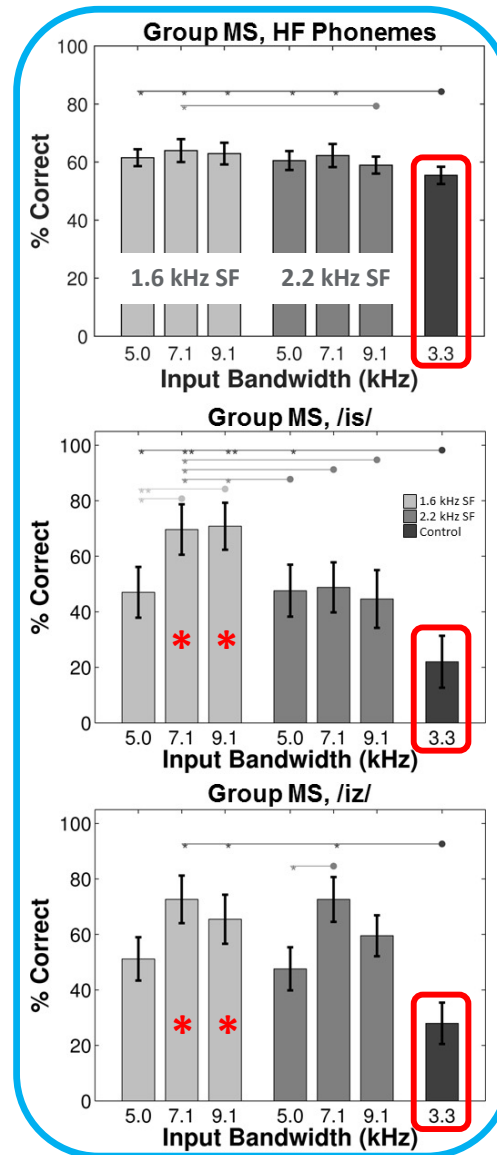 Group MS, HF Phonemes
100
80
60
40
20
0
% Correct
* * * * * 
*
1.6 kHz SF 2.2 kHz SF
5.0 7.1 9.1 5.0 7.1 9.1 3.3
Input Bandwidth (kHz)
Group MS, /is/
100
80
60
40
20
0
% Correct
* ** ** *
*
*
* *
**
*
1.6 kHz SF
2.2 kHz SF
Control
* *
5.0 7.1 9.1 5.0 7.1 9.1 3.3
Input Bandwidth (kHz)
Group MS, /iz/
100
80
60
40
20
0
% Correct
* * *
*
* *
5.0 7.1 9.1 5.0 7.1 9.1 3.3
Input Bandwidth (kHz)